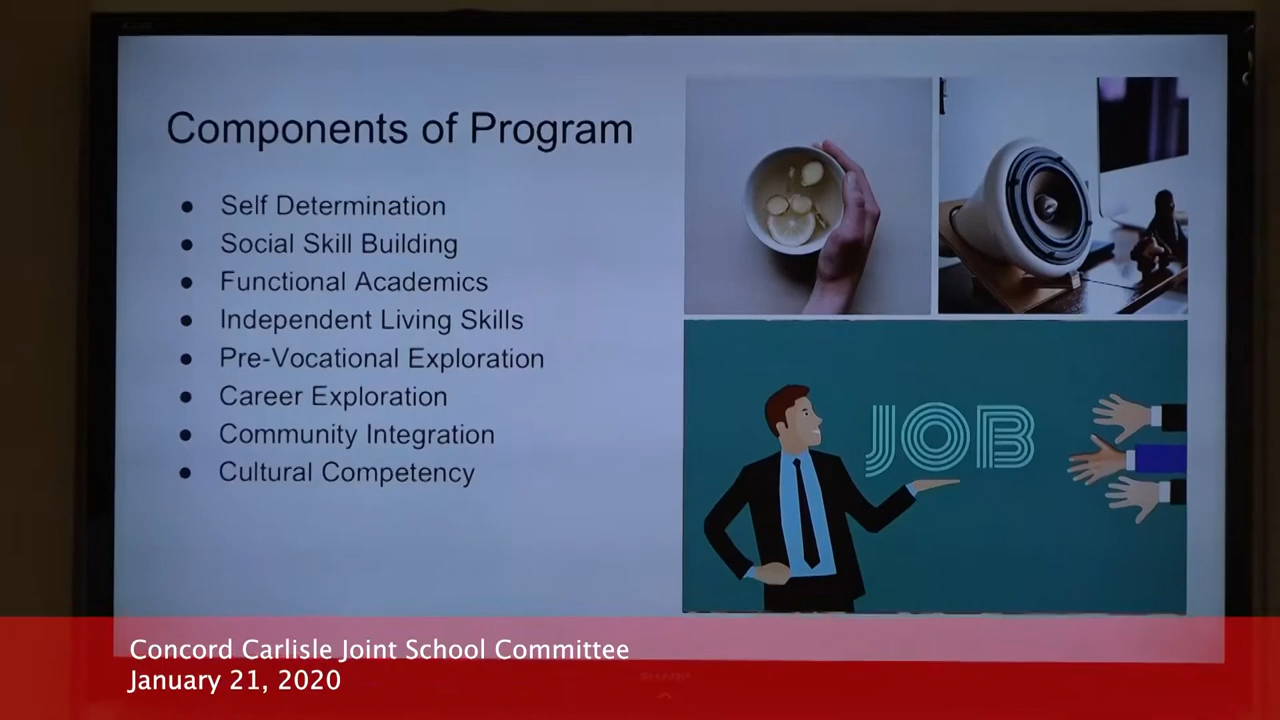 Components of Program
● Self Determination
● Social Skill Building
● Functional Academics
● Independent Living Skills
● Pre-Vocational Exploration
● Career Exploration
● Community Integration
● Cultural Competency
JOB
Concord Carlisle Joint School Committee
January 21, 2020
SHARP